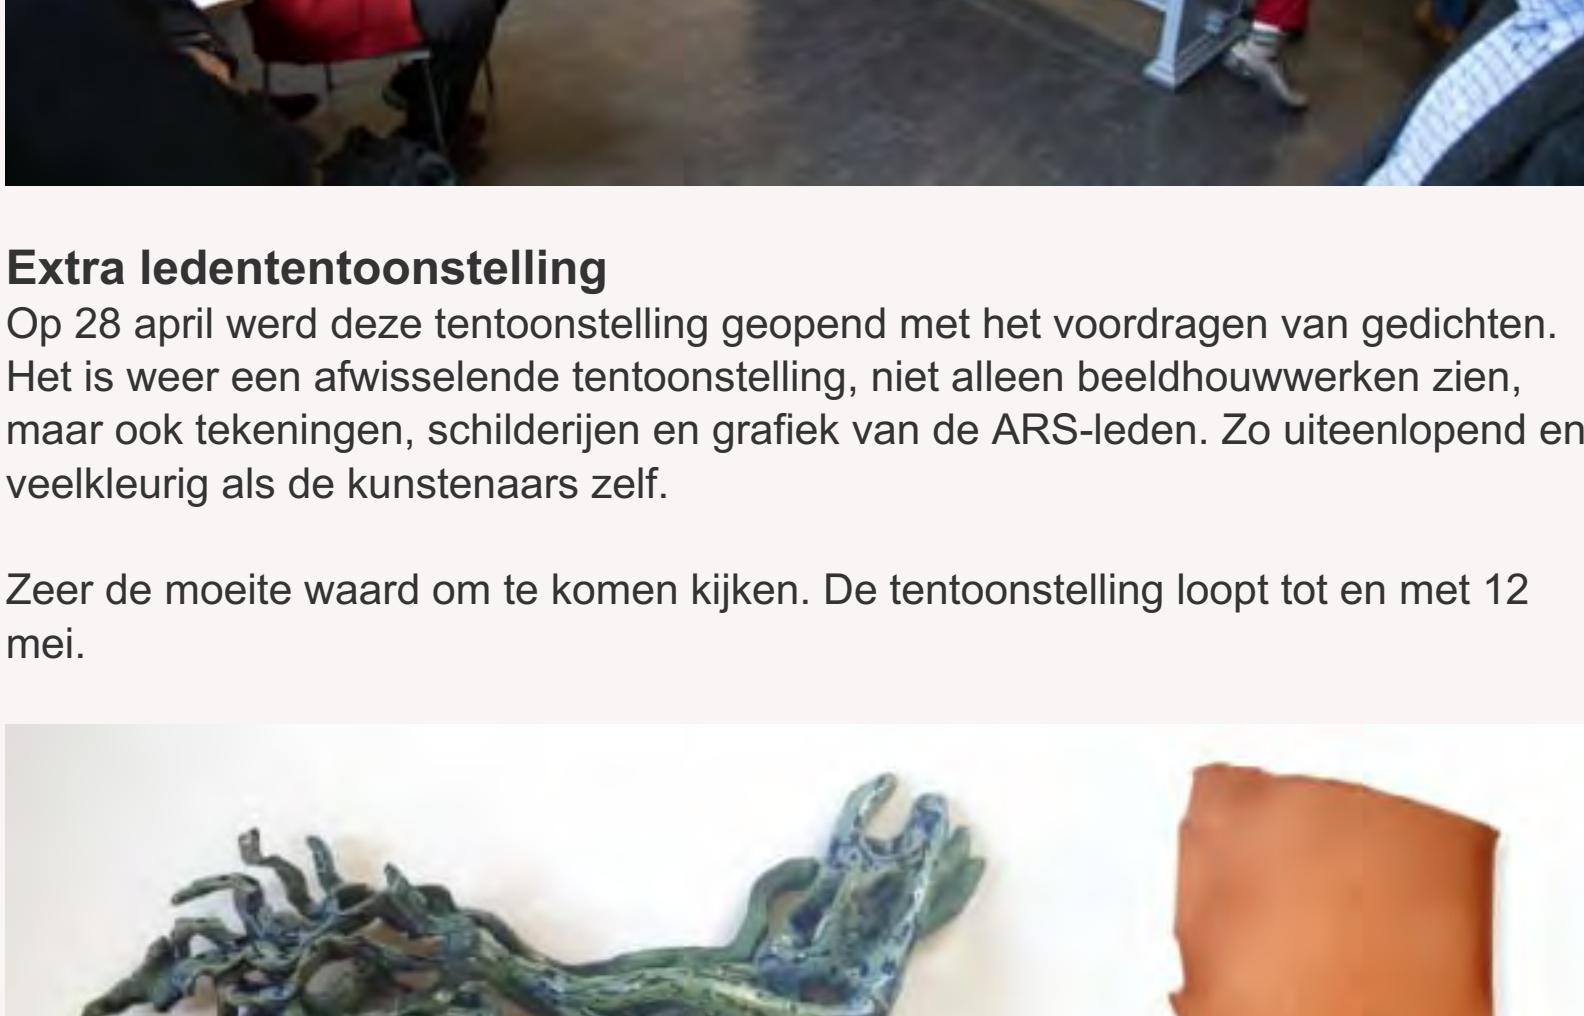 Extra ledententoonstelling
Op 28 april werd deze tentoonstelling geopend met het voordragen van gedichten.
Het is weer een afwisselende tentoonstelling, niet alleen beeldhouwwerken zien,
maar ook tekeningen, schilderijen en grafiek van de ARS-leden. Zo uiteenlopend en
veelkleurig als de kunstenaars zelf.
Zeer de moeite waard om te komen kijken. De tentoonstelling loopt tot en met 12
mei.